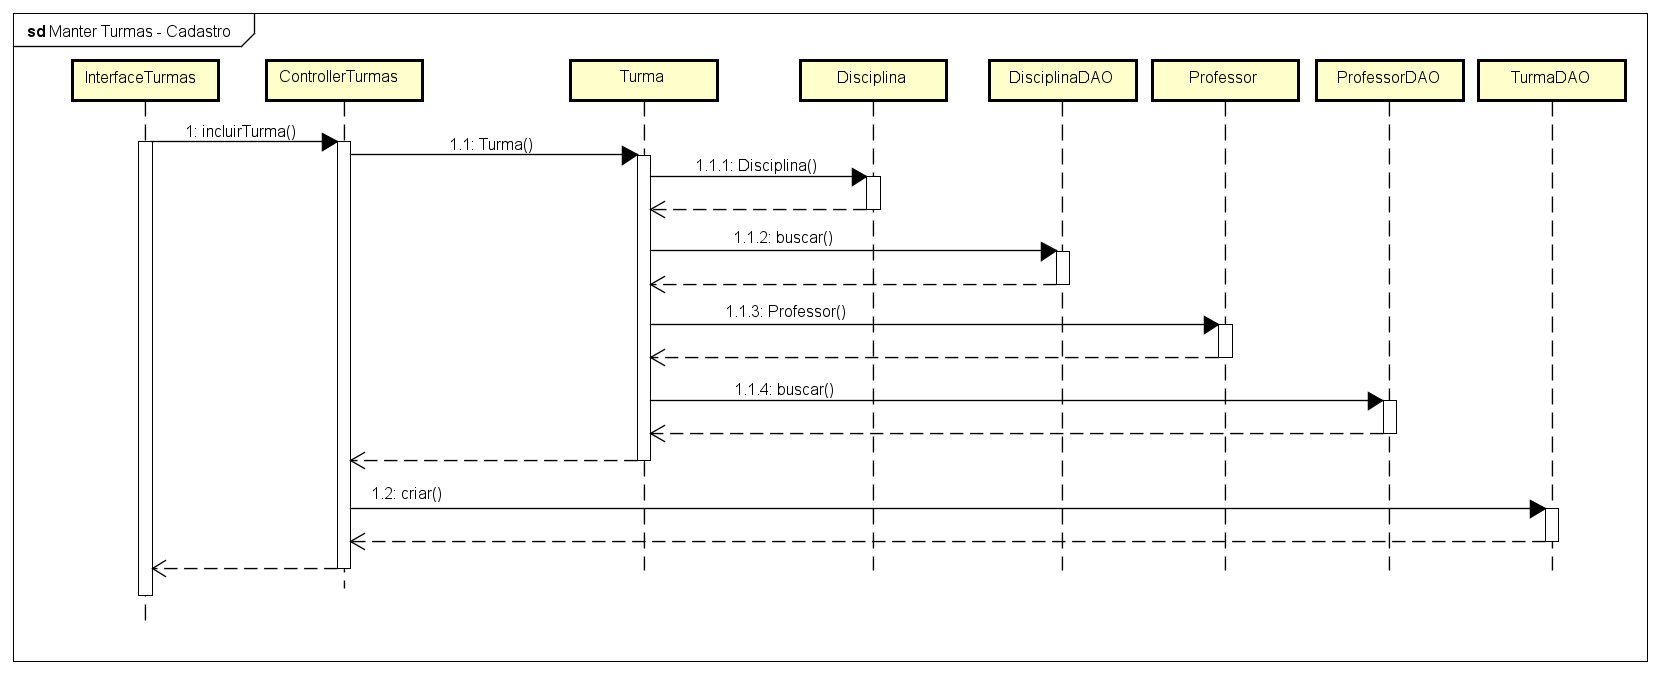 sd Manter Turmas - Cadastro
InterfaceTurmas
ControllerTurmas
Turma
Disciplina
DisciplinaDAO
Professor
ProfessorDAO
TurmaDAO
1: incluirTurma()
1.1: Turma()
1.1.1: Disciplina()
1.1.2: buscar()
1.1.3: Professor()
1.1.4: buscar()
1.2: criar()